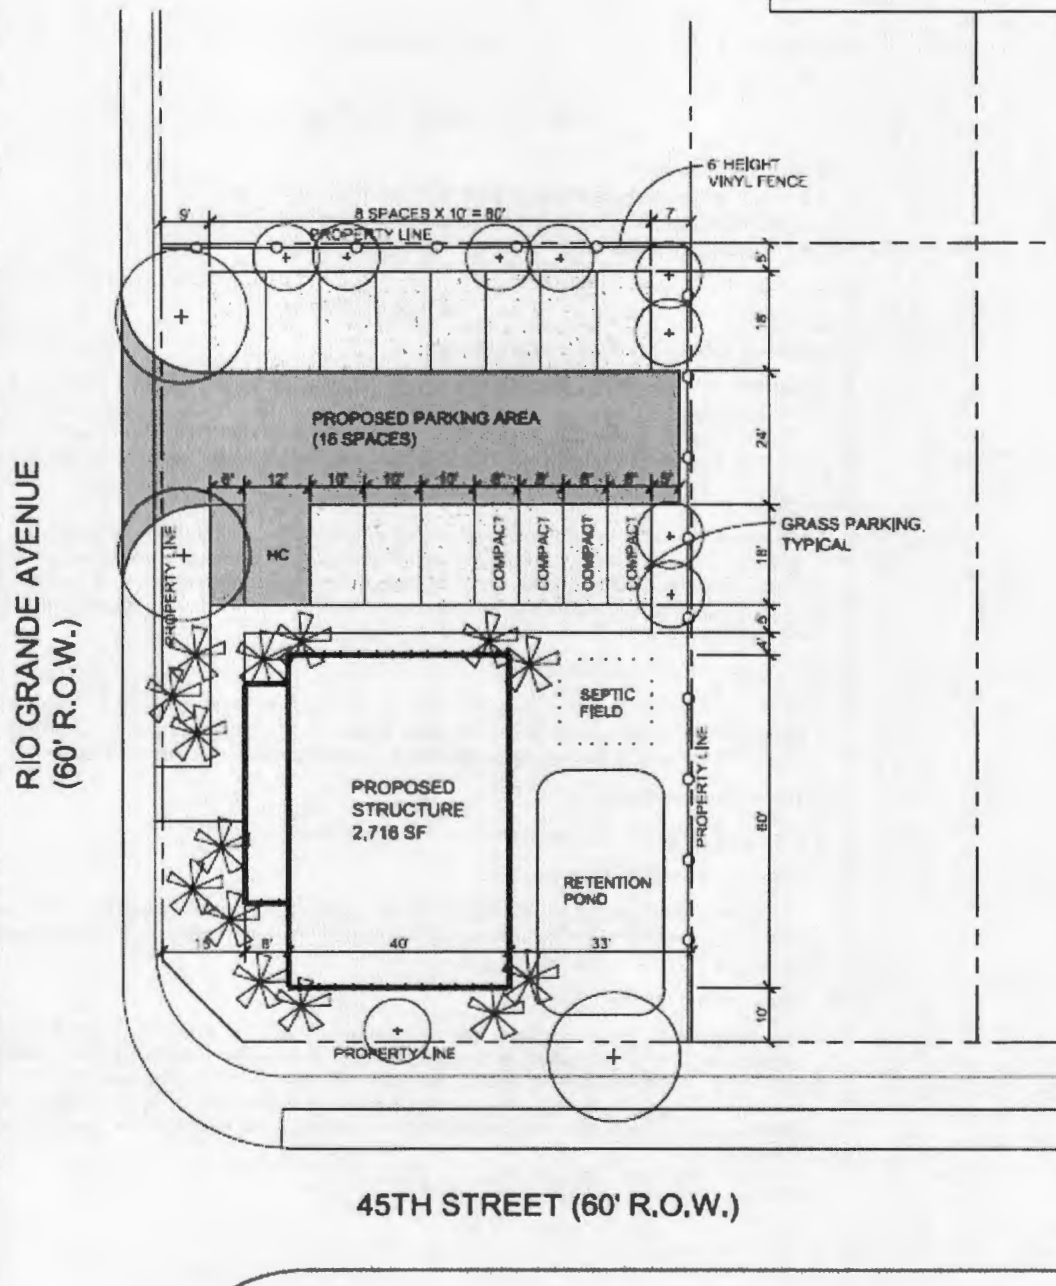 6' HEIGHT
VINYL FENCE
9'
8 SPACES X 10' = 80'
7'
PROPERTY LINE
5'
18'
PROPOSED PARKING AREA
(16 SPACES)
24'
12'
10'
10'
10'
8'
8'
8'
8'
5'
GRASS PARKING,
TYPICAL
HC
COMPACT
COMPACT
COMPACT
COMPACT
18'
PROPERTY LINE
5'
4'
RIO GRANDE AVENUE
(60' R.O.W.)
SEPTIC
FIELD
PROPOSED
STRUCTURE
2,716 SF
PROPERTY LINE
60'
RETENTION
POND
15'
8'
40'
33'
10'
PROPERTY LINE
45TH STREET (60' R.O.W.)